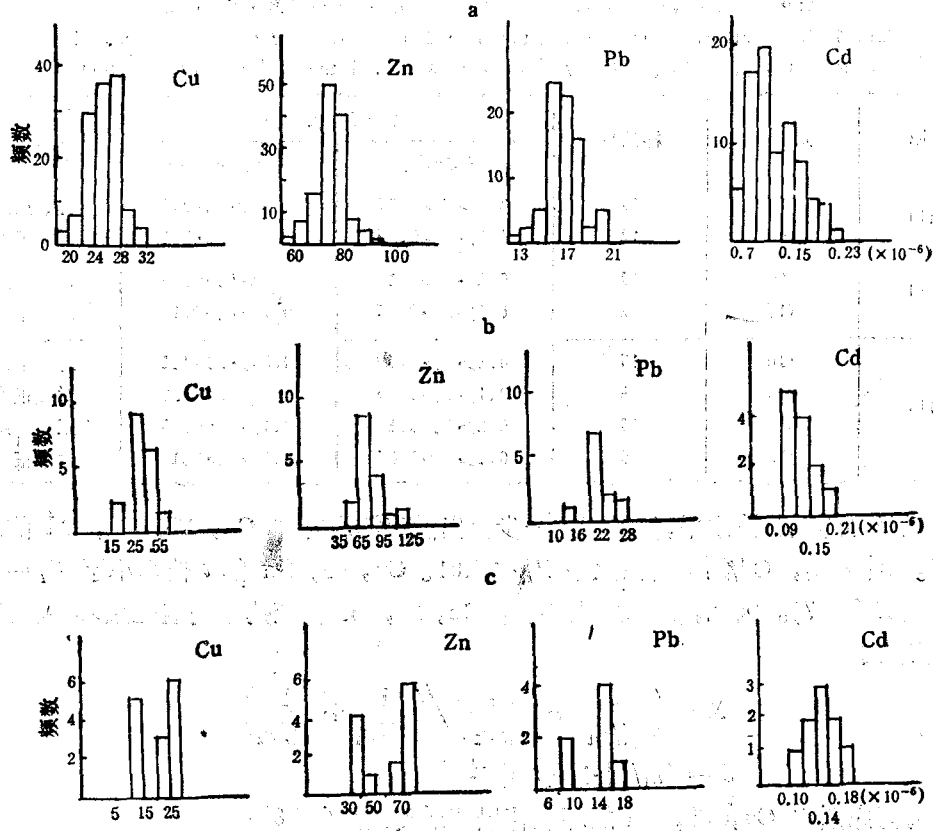 a
Cu
Zn
Pb
Cd
频数
40
20
0
20 24 28 32
50
30
10
60 80 100
20
10
13 17 21
20
10
0.7 0.15 0.23 (×10⁻⁶)
b
Cu
Zn
Pb
Cd
频数
10
5
15 25 55
10
5
35 65 95 125
10
5
10 16 22 28
4
2
0.09 0.21 (×10⁻⁶)
0.15
c
Cu
Zn
Pb
Cd
频数
6
4
2
5 15 25
6
4
2
30 50 70
4
2
6 10 14 18
3
2
1
0.10 0.18 (×10⁻⁶)
0.14